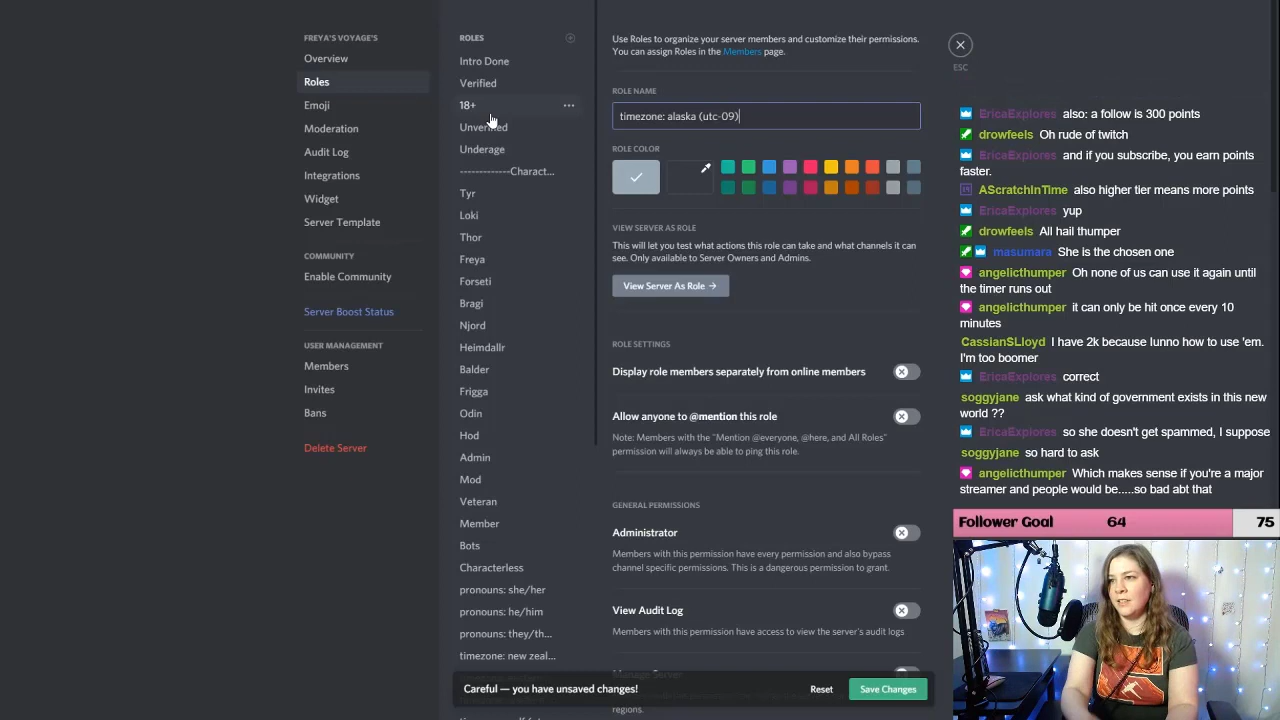 FREYA'S VOYAGE'S
Overview
Roles
Emoji
Moderation
Audit Log
Integrations
Widget
Server Template
COMMUNITY
Enable Community
Server Boost Status
USER MANAGEMENT
Members
Invites
Bans
Delete Server
ROLES
Intro Done
Verified
18+
Unverified
Underage
------------Charact...
Tyr
Loki
Thor
Freya
Forseti
Bragi
Njord
Heimdallr
Balder
Frigga
Odin
Hod
Admin
Mod
Veteran
Member
Bots
Characterless
pronouns: she/her
pronouns: he/him
pronouns: they/th...
timezone: new zeal...
Use Roles to organize your server members and customize their permissions.
You can assign Roles in the Members page.
ROLE NAME
timezone: alaska (utc-09)
ROLE COLOR
VIEW SERVER AS ROLE
This will let you test what actions this role can take and what channels it can
see. Only available to Server Owners and Admins.
View Server As Role →
ROLE SETTINGS
Display role members separately from online members
Allow anyone to @mention this role
Note: Members with the "Mention @everyone, @here, and All Roles"
permission will always be able to ping this role.
GENERAL PERMISSIONS
Administrator
Members with this permission have every permission and also bypass
channel specific permissions. This is a dangerous permission to grant.
View Audit Log
Members with this permission have access to view the server's audit logs
Manage Server
regions.
Careful — you have unsaved changes!
Reset
Save Changes
ESC
EricaExplores also: a follow is 300 points
drowfeels Oh rude of twitch
EricaExplores and if you subscribe, you earn points
faster.
AScratchInTime also higher tier means more points
EricaExplores yup
drowfeels All hail thumper
masumara She is the chosen one
angelicthumper Oh none of us can use it again until
the timer runs out
angelicthumper it can only be hit once every 10
minutes
CassianSLloyd I have 2k because Iunno how to use 'em.
I'm too boomer
EricaExplores correct
soggyjane ask what kind of government exists in this new
world ??
EricaExplores so she doesn't get spammed, I suppose
soggyjane so hard to ask
angelicthumper Which makes sense if you're a major
streamer and people would be.....so bad abt that
Follower Goal 64 75